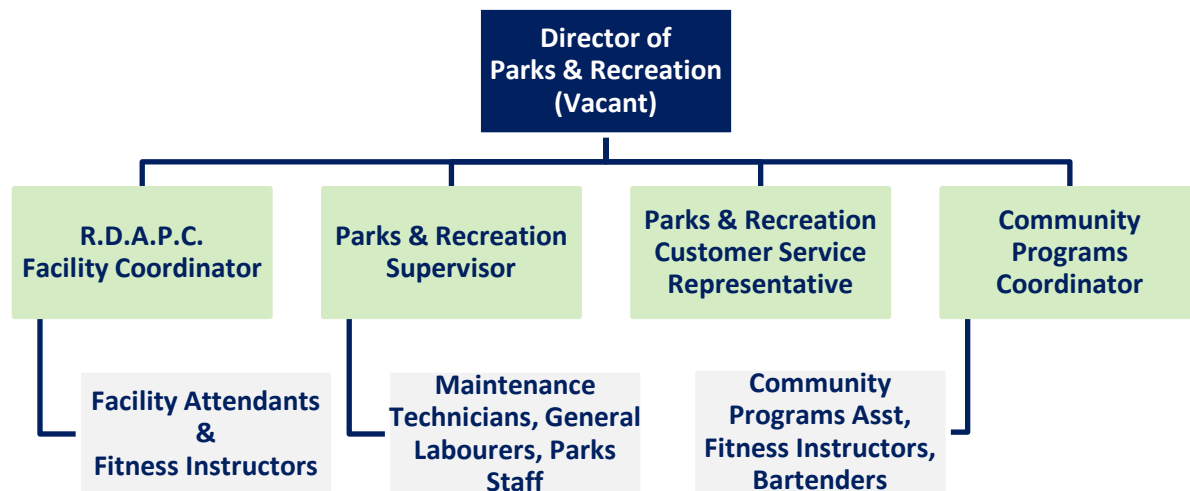 Director of
Parks & Recreation
(Vacant)
R.D.A.P.C.
Facility Coordinator
Parks & Recreation
Supervisor
Parks & Recreation
Customer Service
Representative
Community
Programs
Coordinator
Facility Attendants
&
Fitness Instructors
Maintenance
Technicians, General
Labourers, Parks
Staff
Community
Programs Asst,
Fitness Instructors,
Bartenders